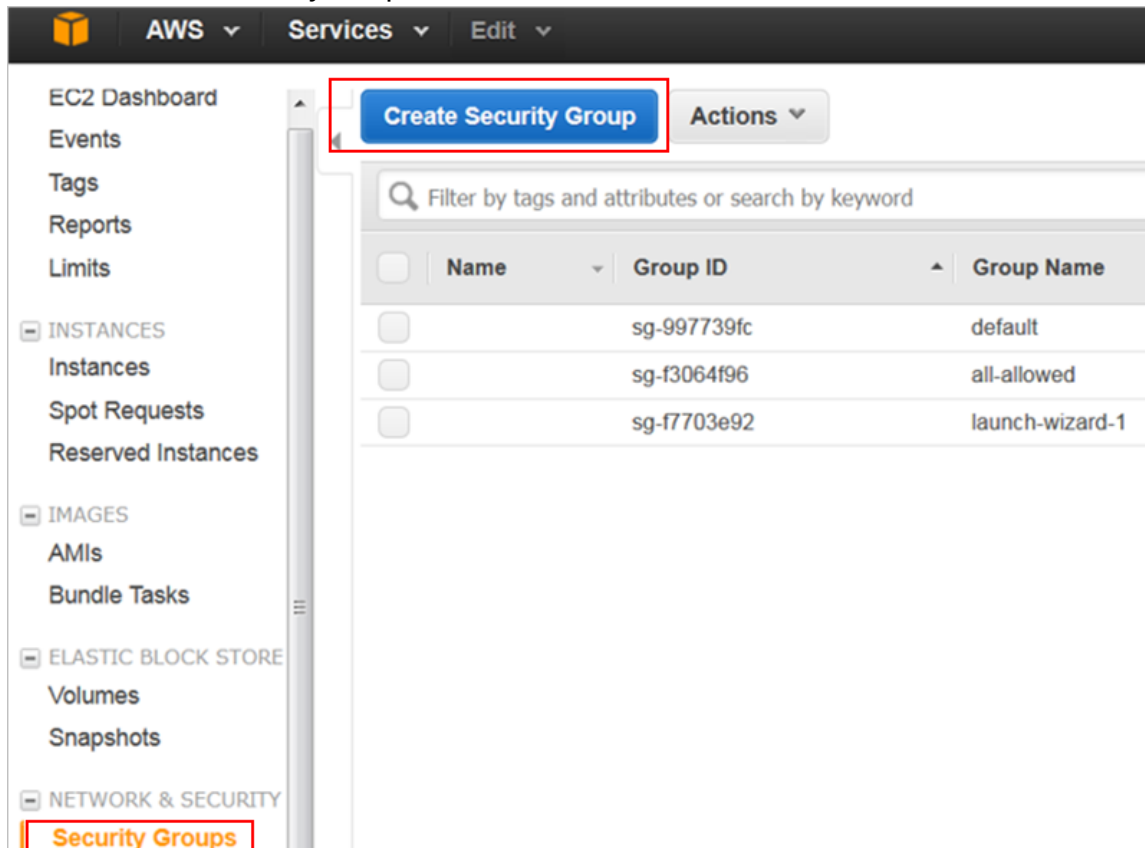 AWS Services Edit
EC2 Dashboard
Events
Tags
Reports
Limits
INSTANCES
Instances
Spot Requests
Reserved Instances
IMAGES
AMIs
Bundle Tasks
ELASTIC BLOCK STORE
Volumes
Snapshots
NETWORK & SECURITY
Security Groups
Create Security Group Actions
Filter by tags and attributes or search by keyword
Name Group ID Group Name
sg-997739fc default
sg-f3064f96 all-allowed
sg-f7703e92 launch-wizard-1